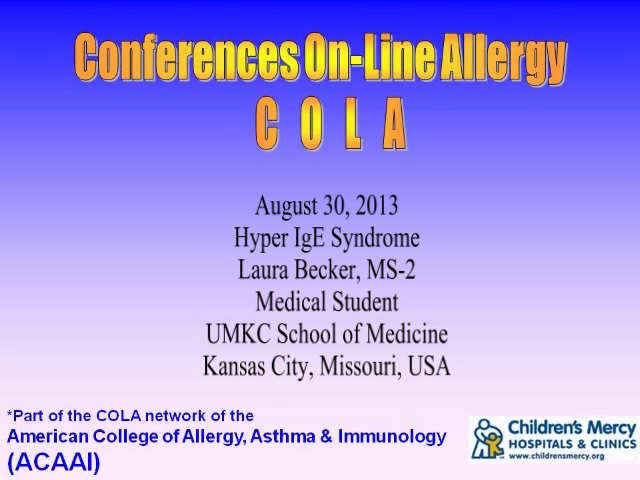 Conferences On-Line Allergy
C O L A
August 30, 2013
Hyper IgE Syndrome
Laura Becker, MS-2
Medical Student
UMKC School of Medicine
Kansas City, Missouri, USA
*Part of the COLA network of the
American College of Allergy, Asthma & Immunology
(ACAAI)
Children's Mercy
HOSPITALS & CLINICS
www.childrensmercy.org